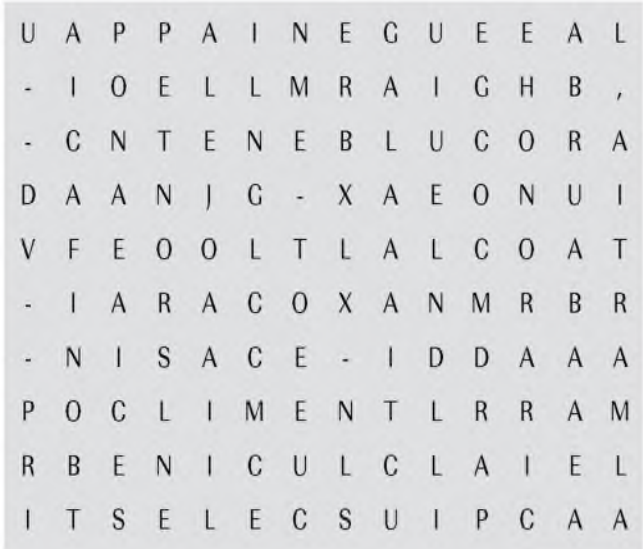 U A P P A I N E G U E E A L
- I O E L L M R A I G H B ,
- C N T E N E B L U C O R A
D A A N J G - X A E O N U I
V F E O O L T L A L C O A T
- I A R A C O X A N M R B R
- N I S A C E - I D D A A A
P O C L I M E N T L R R A M
R B E N I C U L C L A I E L
I T S E L E C S U I P C A A